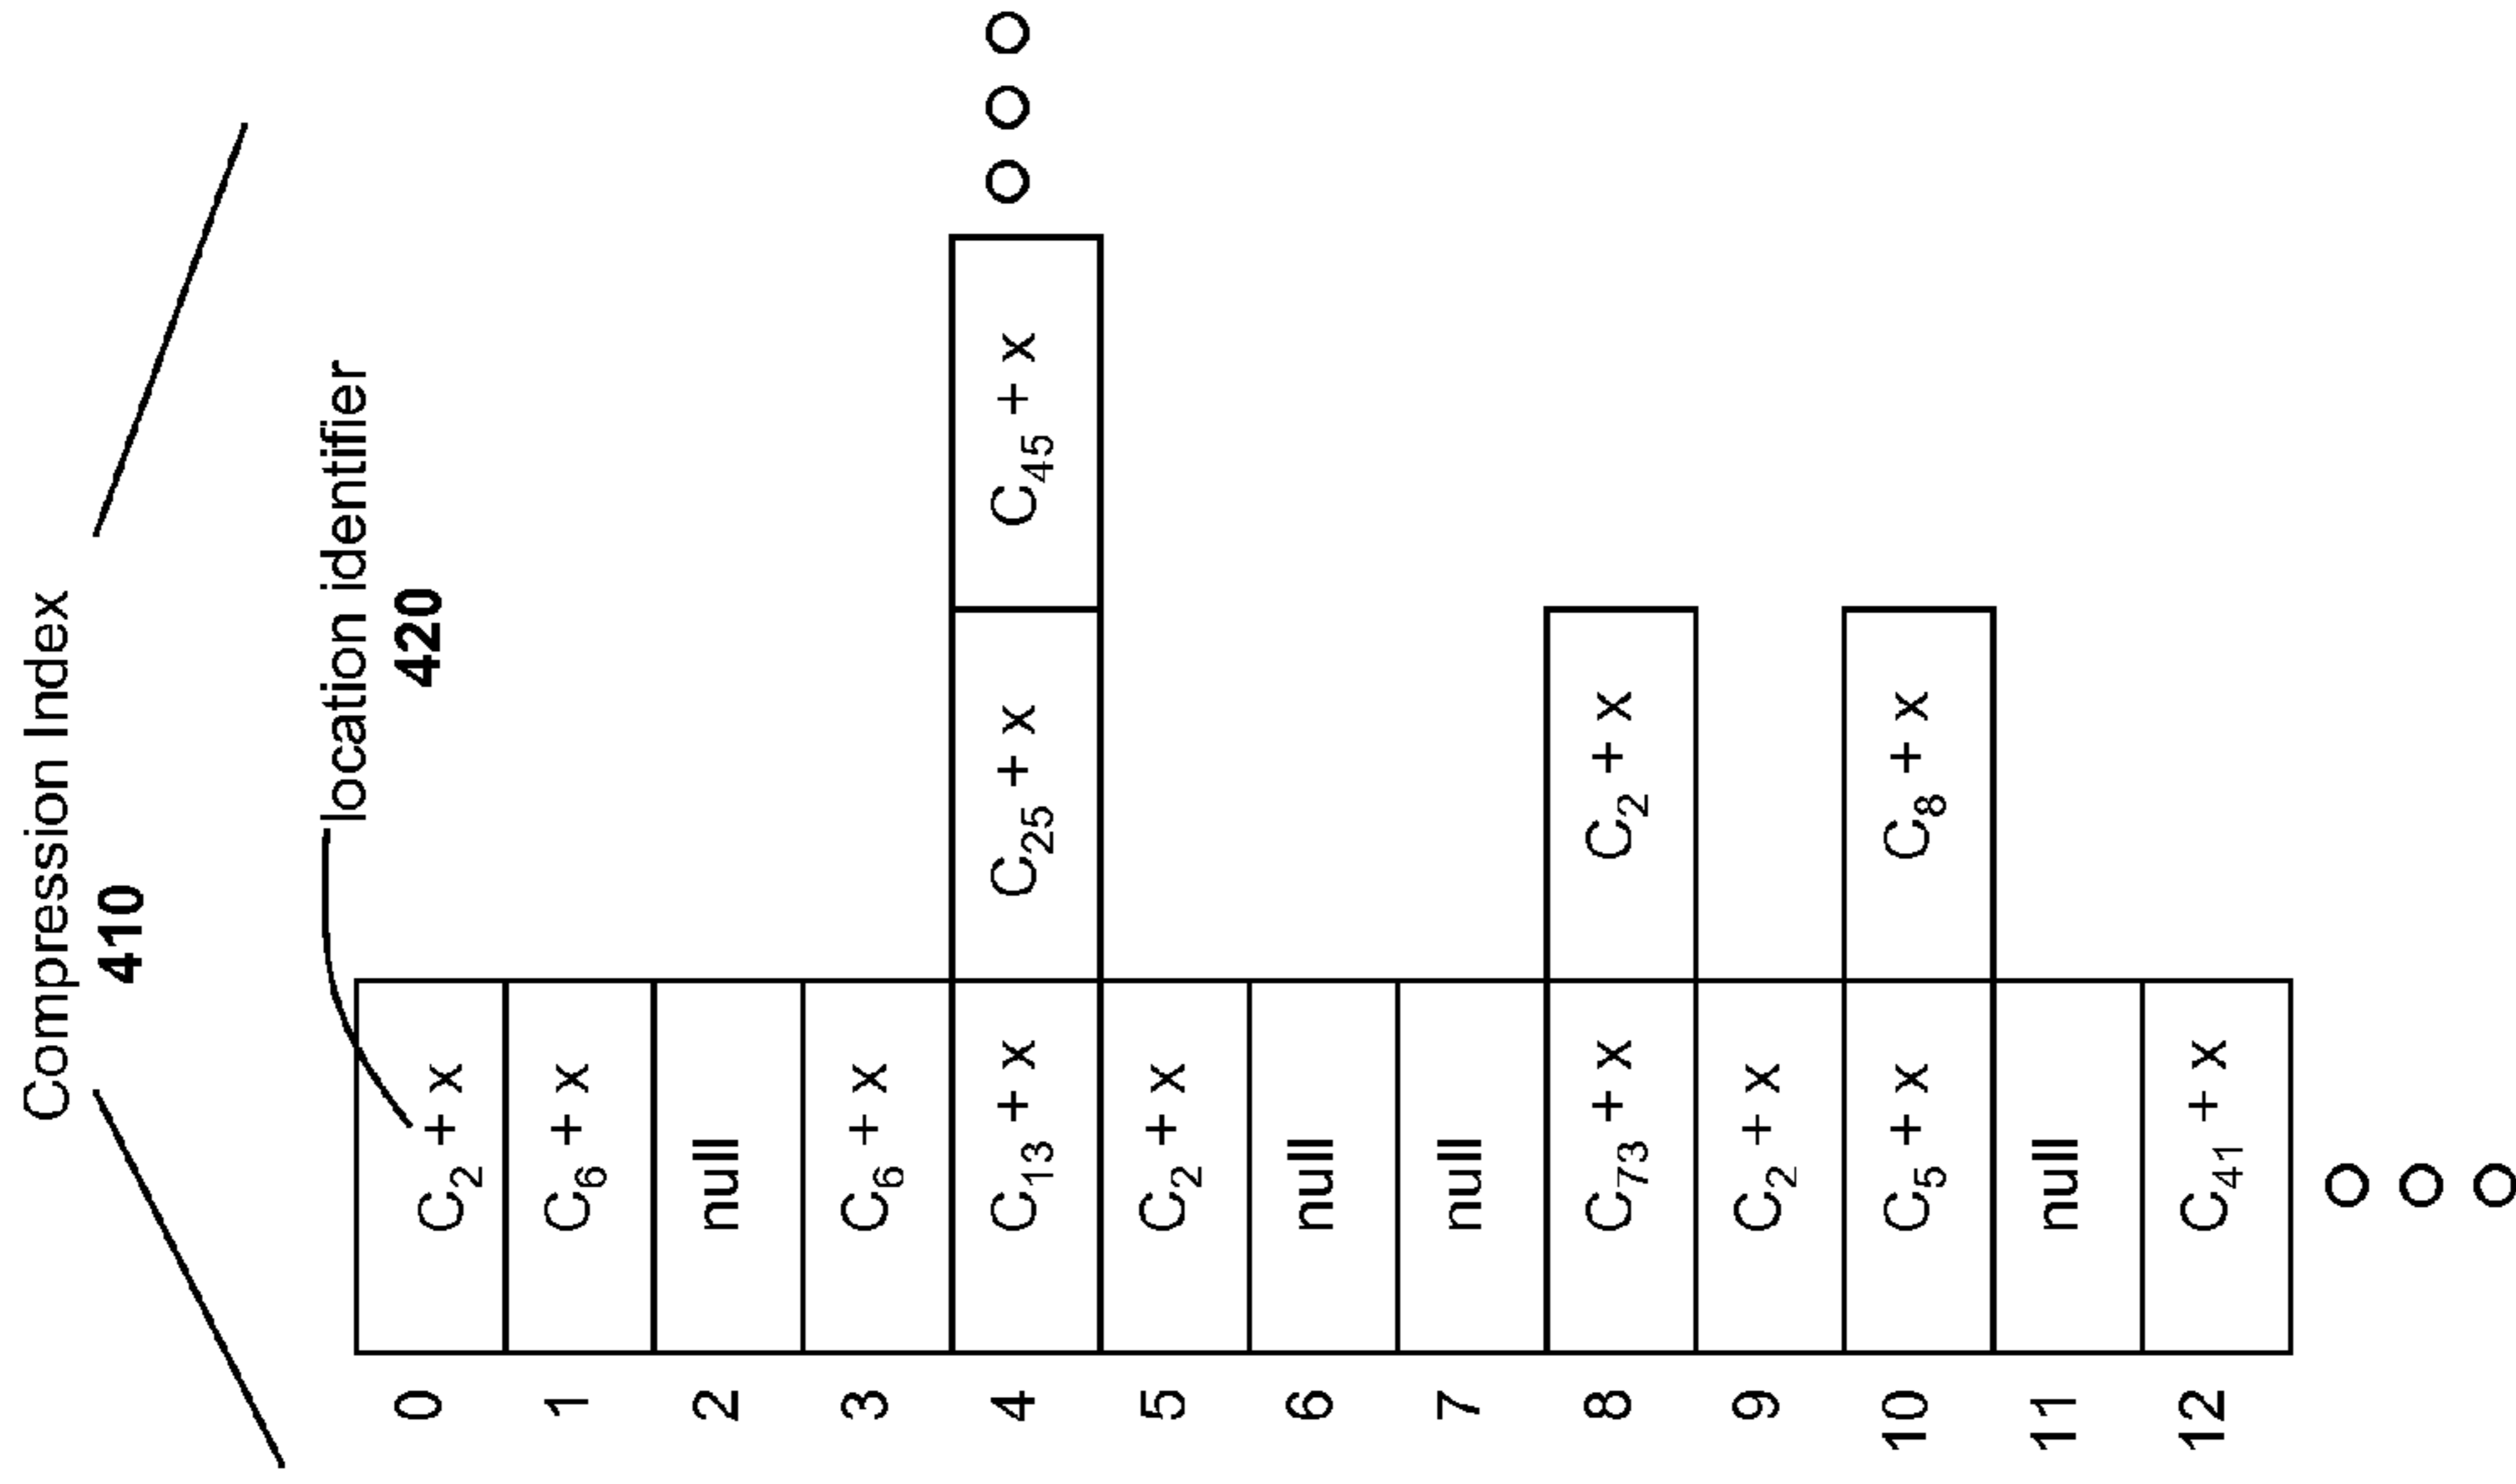 Compression Index
410
location identifier
420
0 C₂ + x
1 C₆ + x
2 null
3 C₆ + x
4 C₁₃ + x C₂₅ + x C₄₅ + x
5 C₂ + x
6 null
7 null
8 C₇₃ + x C₂ + x
9 C₂ + x
10 C₅ + x C₈ + x
11 null
12 C₄₁ + x